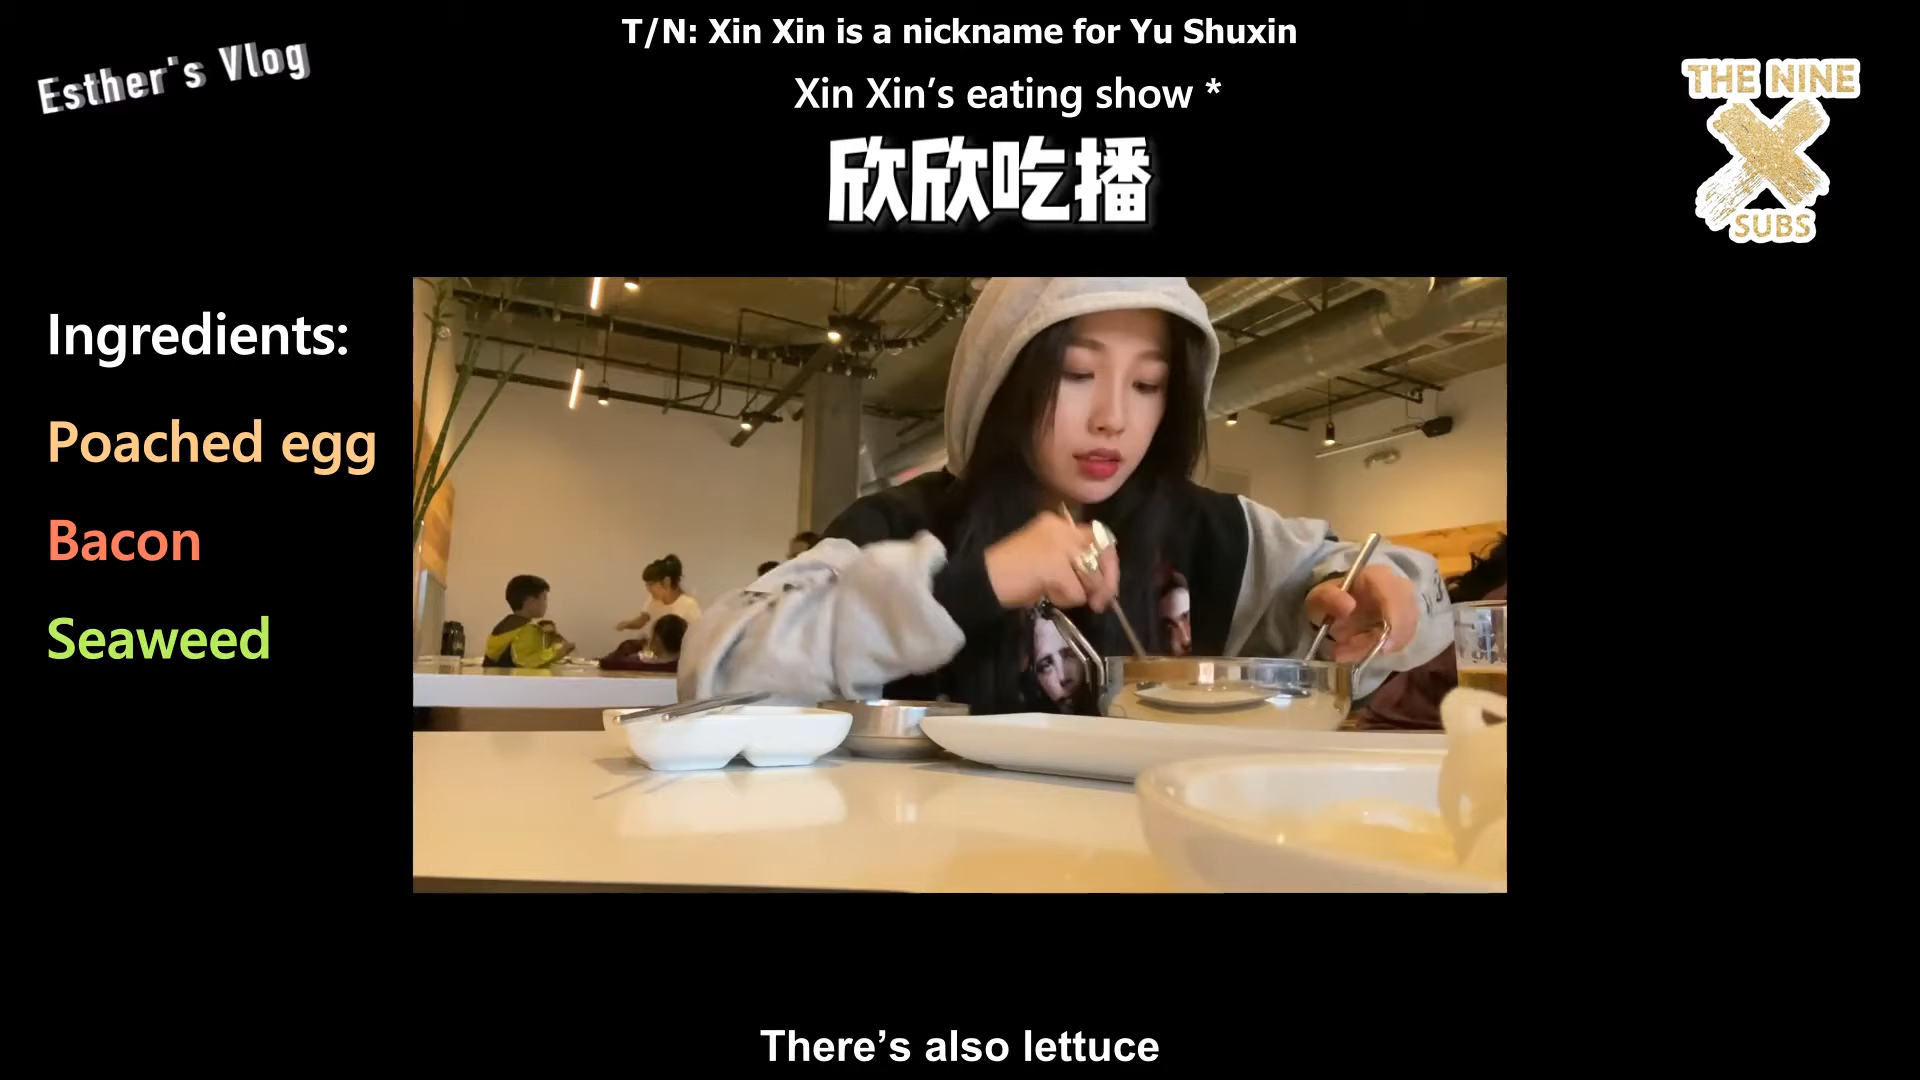 T/N: Xin Xin is a nickname for Yu Shuxin
Esther's Vlog
Xin Xin’s eating show *
欣欣吃播
THE NINE
SUBS
Ingredients:
Poached egg
Bacon
Seaweed
There’s also lettuce